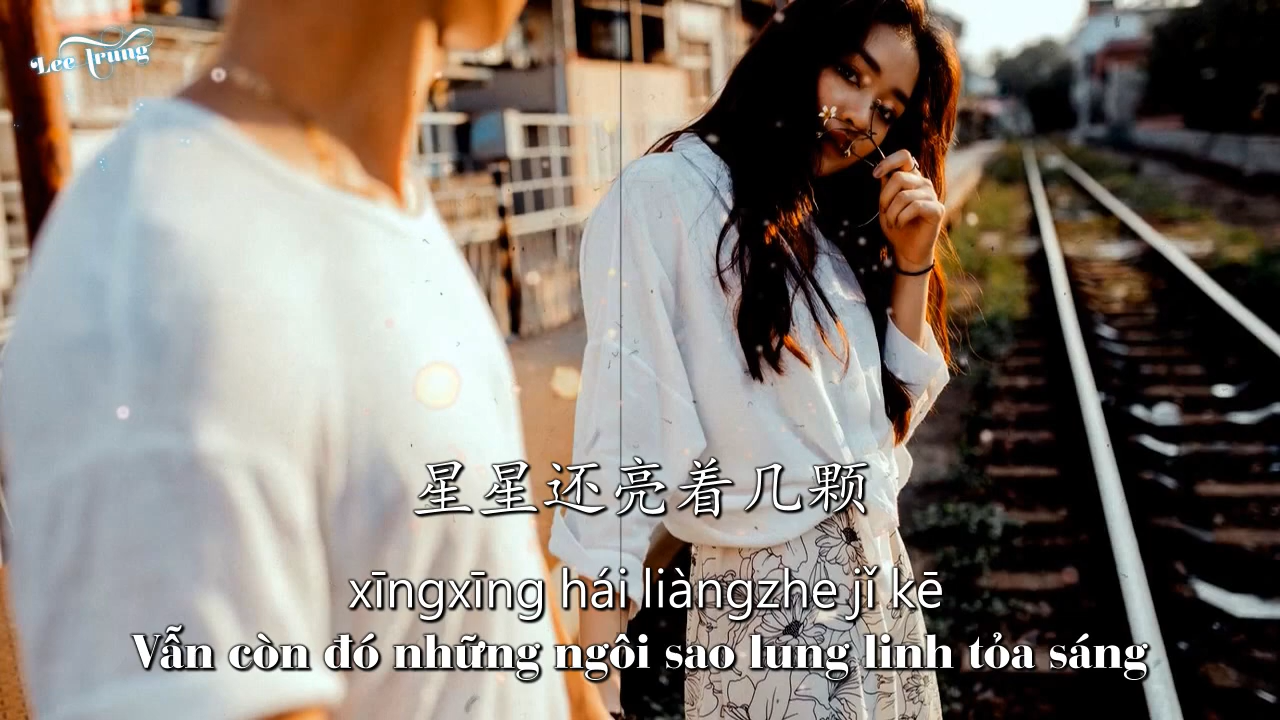 Lee Trung
星星还亮着几颗
xīngxīng hái liàngzhe jǐ kē
Vẫn còn đó những ngôi sao lung linh tỏa sáng